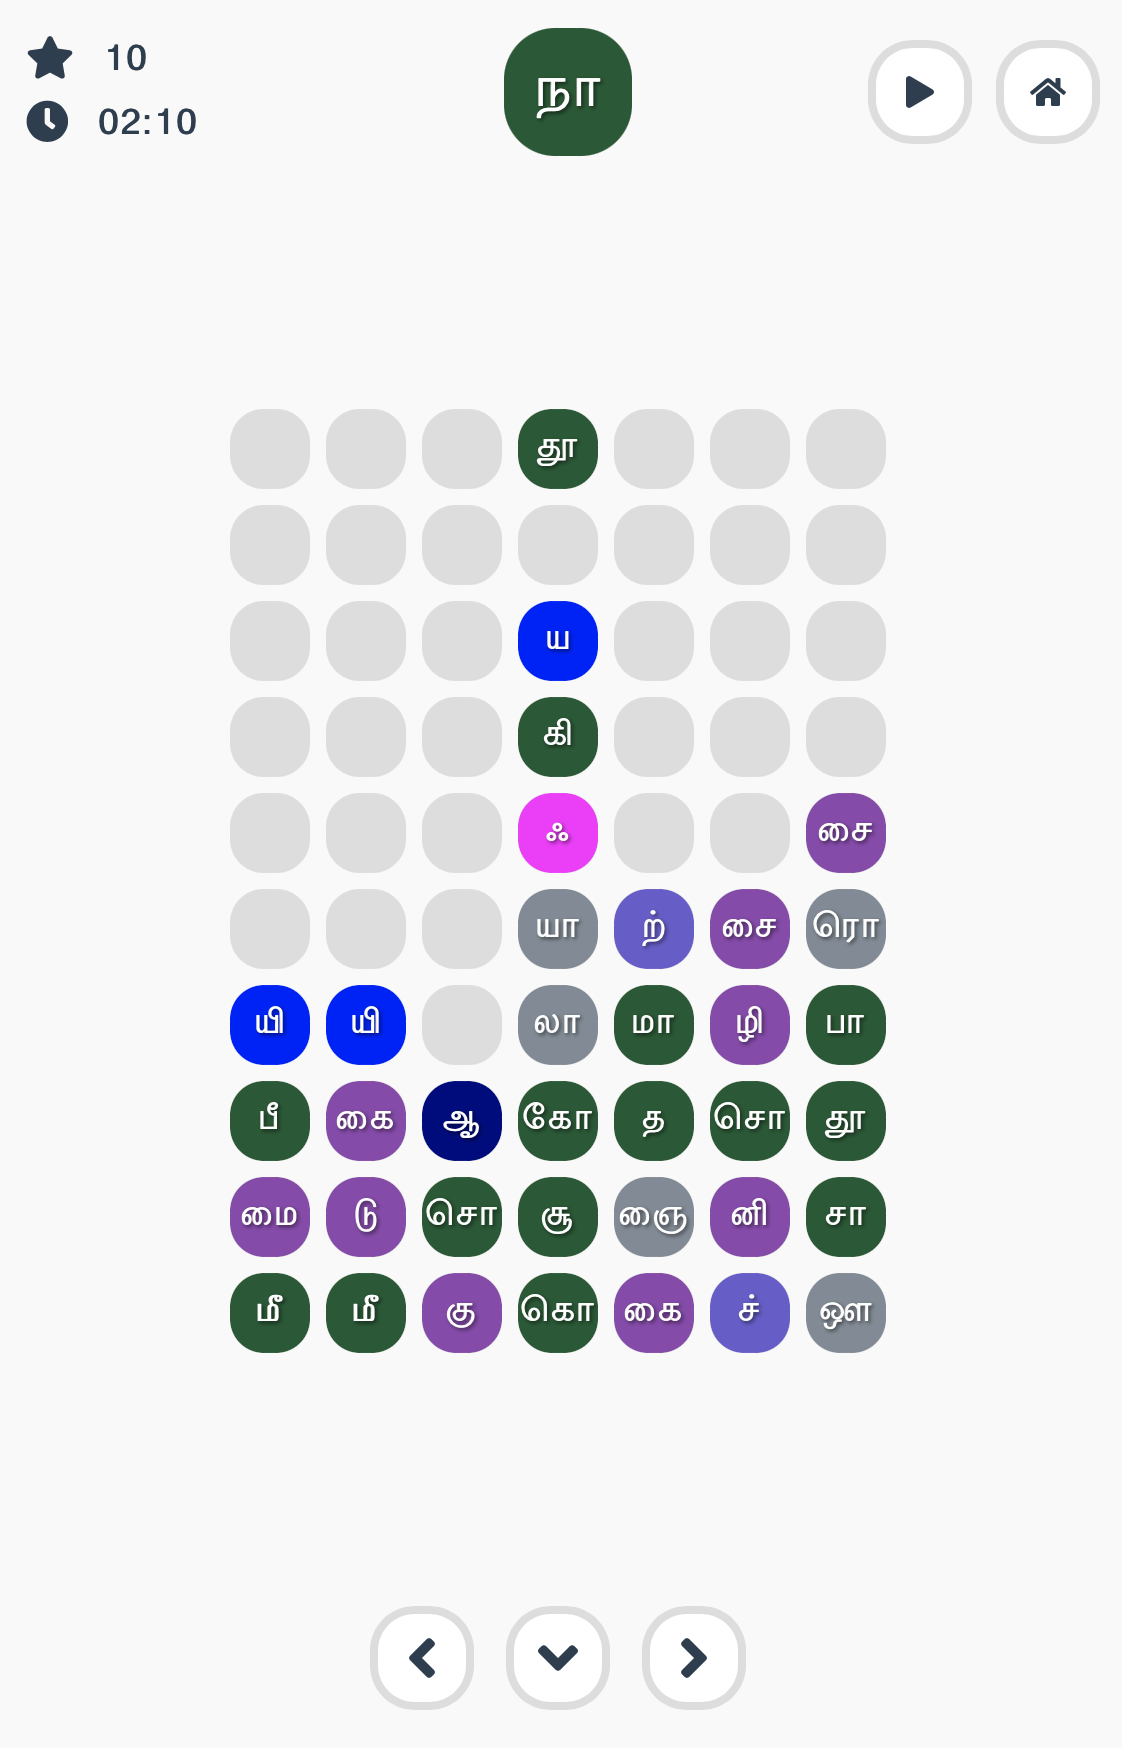 10
நா
02:10
தூ
ய
கி
ஃ சை
யா ற் சை ரொ
யி யி லா மா ழி பா
பீ கை ஆ கோ த சொ தூ
மை டு சொ சூ ஞை னி சா
மீ மீ கு கொ கை ச் ஔ